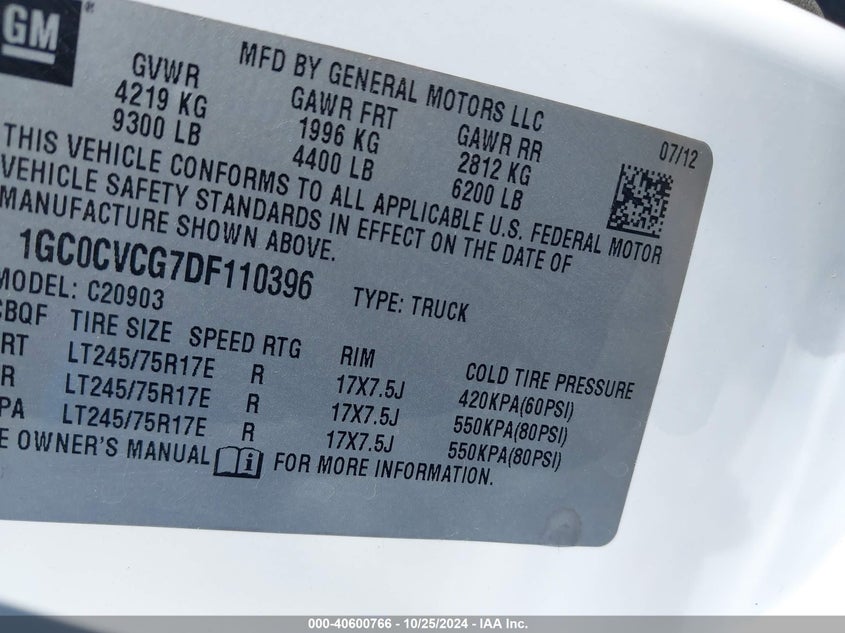 GM®
MFD BY GENERAL MOTORS LLC
GVWR GAWR FRT GAWR RR 07/12
4219 KG 1996 KG 2812 KG
9300 LB 4400 LB 6200 LB
THIS VEHICLE CONFORMS TO ALL APPLICABLE U.S. FEDERAL MOTOR
VEHICLE SAFETY STANDARDS IN EFFECT ON THE DATE OF
MANUFACTURE SHOWN ABOVE.
1GC0CVCG7DF110396 TYPE: TRUCK
MODEL: C20903
CBQF TIRE SIZE SPEED RTG RIM COLD TIRE PRESSURE
RT LT245/75R17E R 17X7.5J 420KPA(60PSI)
R LT245/75R17E R 17X7.5J 550KPA(80PSI)
PA LT245/75R17E R 17X7.5J 550KPA(80PSI)
E OWNER'S MANUAL i FOR MORE INFORMATION.
000-40600766 - 10/25/2024 - IAA Inc.